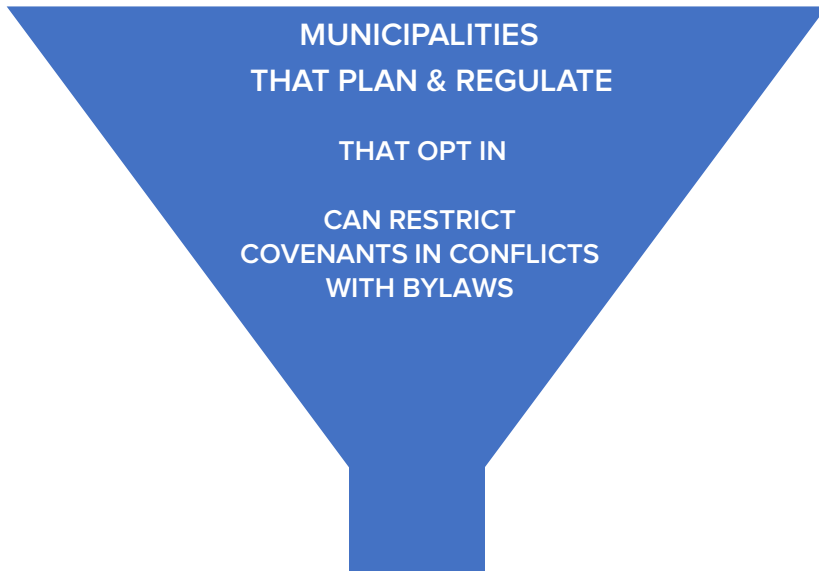 MUNICIPALITIES
THAT PLAN & REGULATE
THAT OPT IN
CAN RESTRICT
COVENANTS IN CONFLICTS
WITH BYLAWS